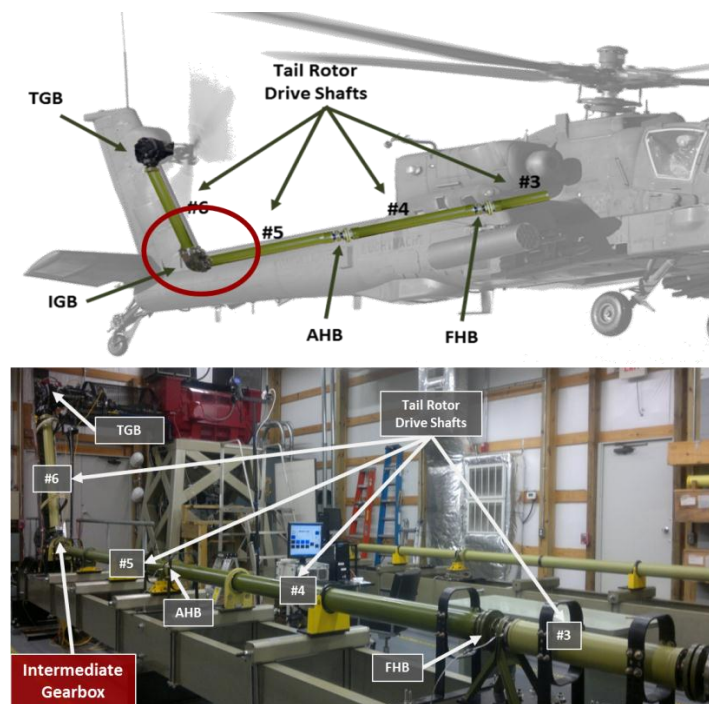 Tail Rotor
Drive Shafts
TGB
#3
#6
#4
#5
IGB
AHB
FHB
Tail Rotor
Drive Shafts
TGB
#6
#5
#4
AHB
#3
FHB
Intermediate
Gearbox